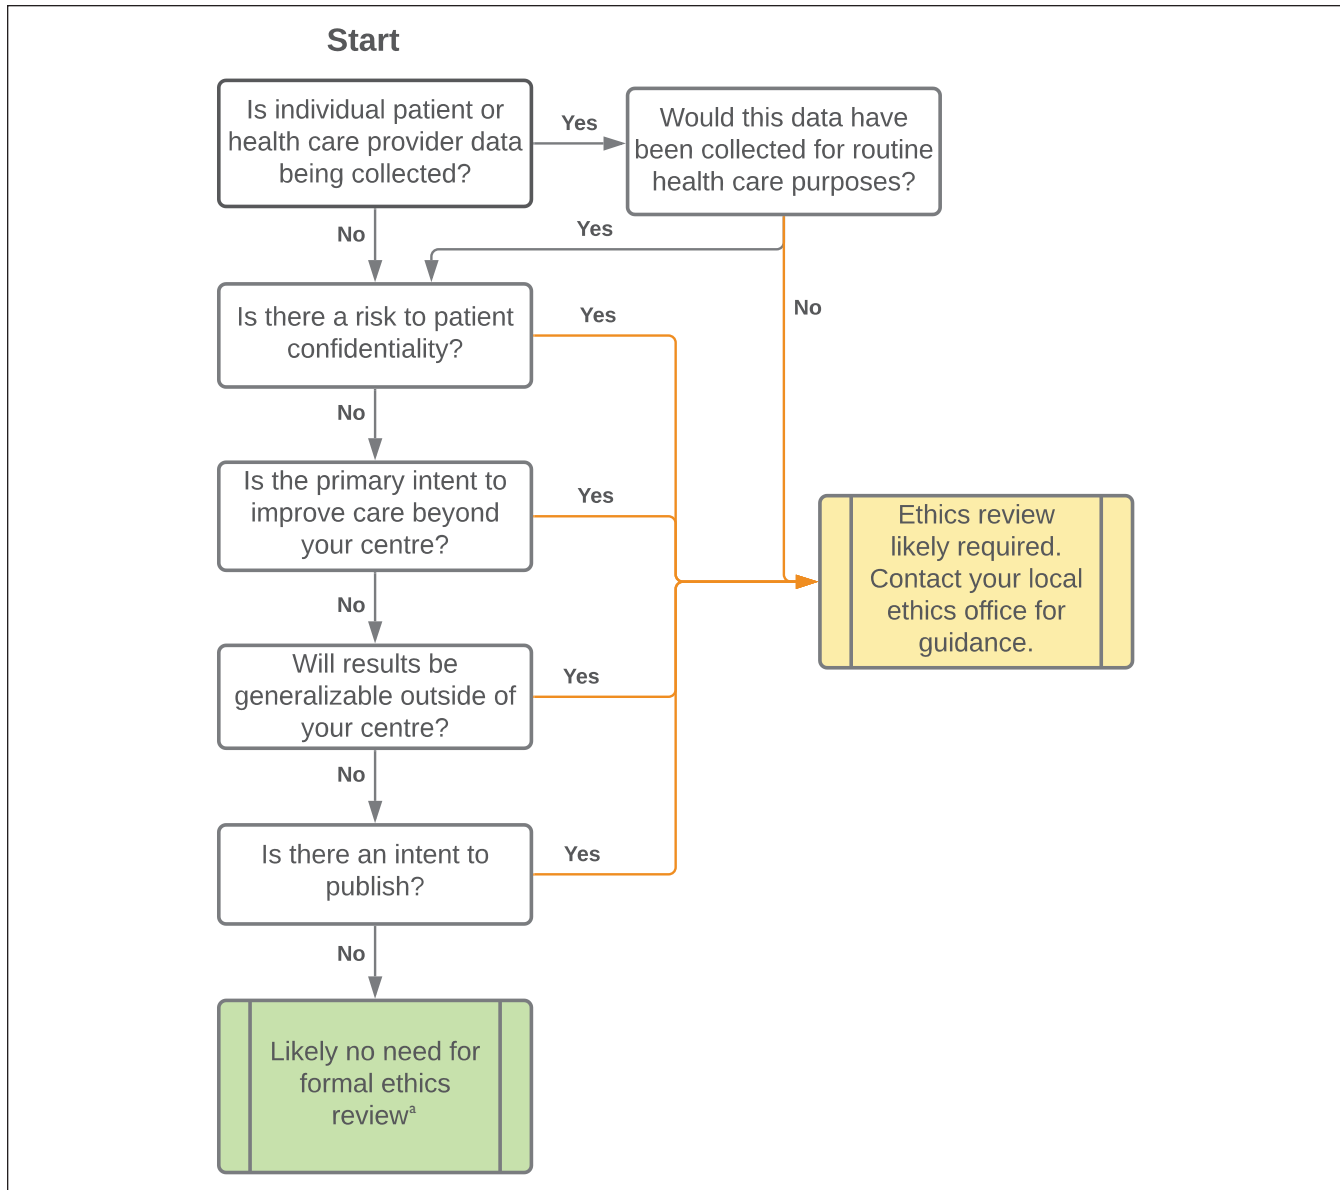 Start
Is individual patient or
health care provider data
being collected?
Yes
Would this data have
been collected for routine
health care purposes?
No
Yes
No
Is there a risk to patient
confidentiality?
Yes
No
Is the primary intent to
improve care beyond
your centre?
Yes
Ethics review
likely required.
Contact your local
ethics office for
guidance.
No
Will results be
generalizable outside of
your centre?
Yes
No
Is there an intent to
publish?
Yes
No
Likely no need for
formal ethics
reviewª